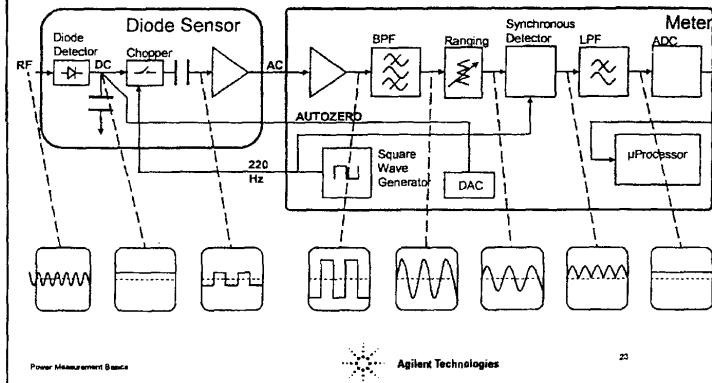 Diode Sensor
Meter
Diode
Detector
Chopper
BPF
Ranging
Synchronous
Detector
LPF
ADC
RF
DC
AC
AUTOZERO
220
Hz
Square
Wave
Generator
DAC
µProcessor
Power Measurement Basics
Agilent Technologies
23